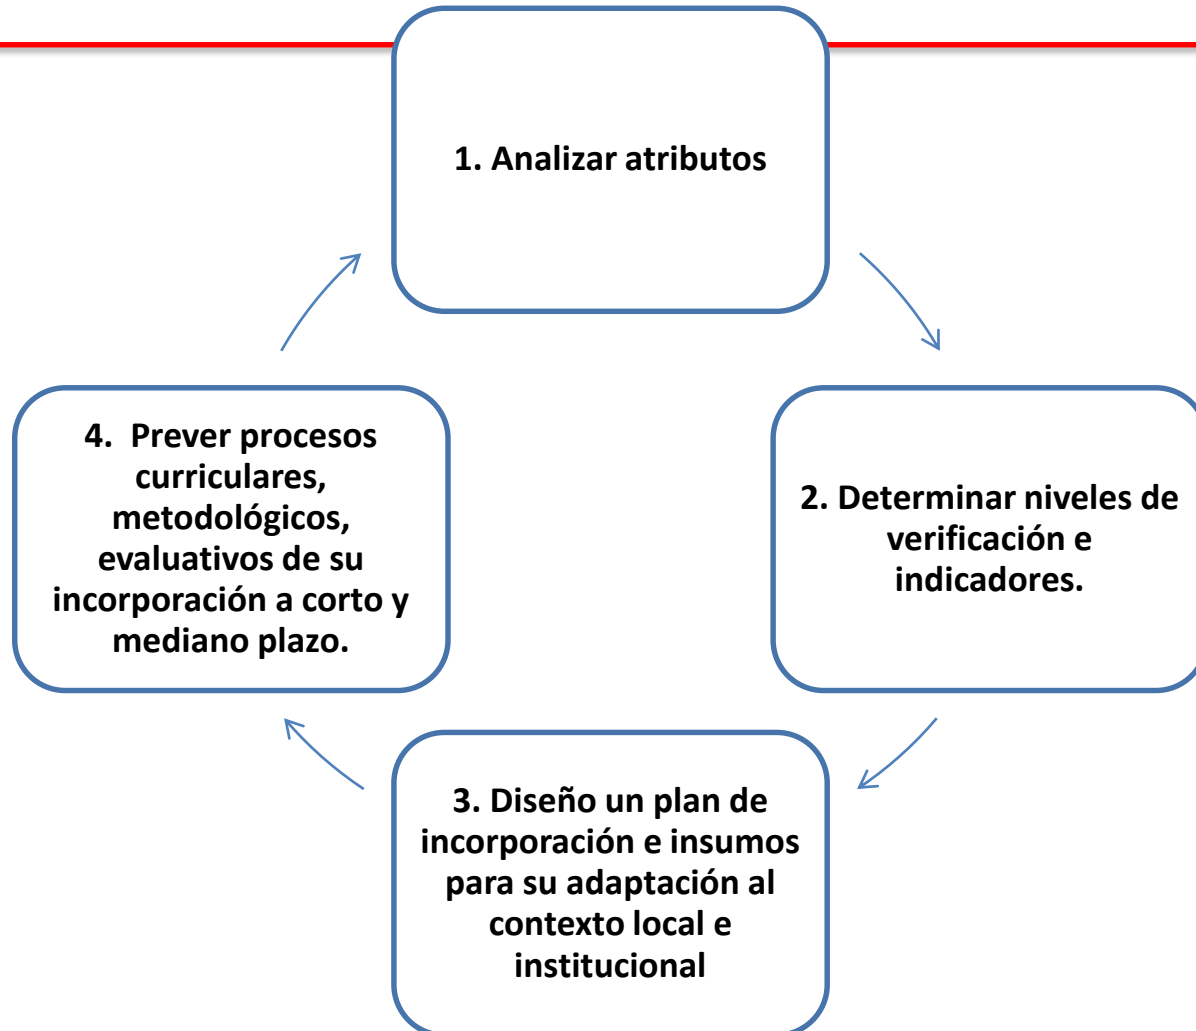 1. Analizar atributos
2. Determinar niveles de
verificación e
indicadores.
3. Diseño un plan de
incorporación e insumos
para su adaptación al
contexto local e
institucional
4.  Prever procesos
curriculares,
metodológicos,
evaluativos de su
incorporación a corto y
mediano plazo.